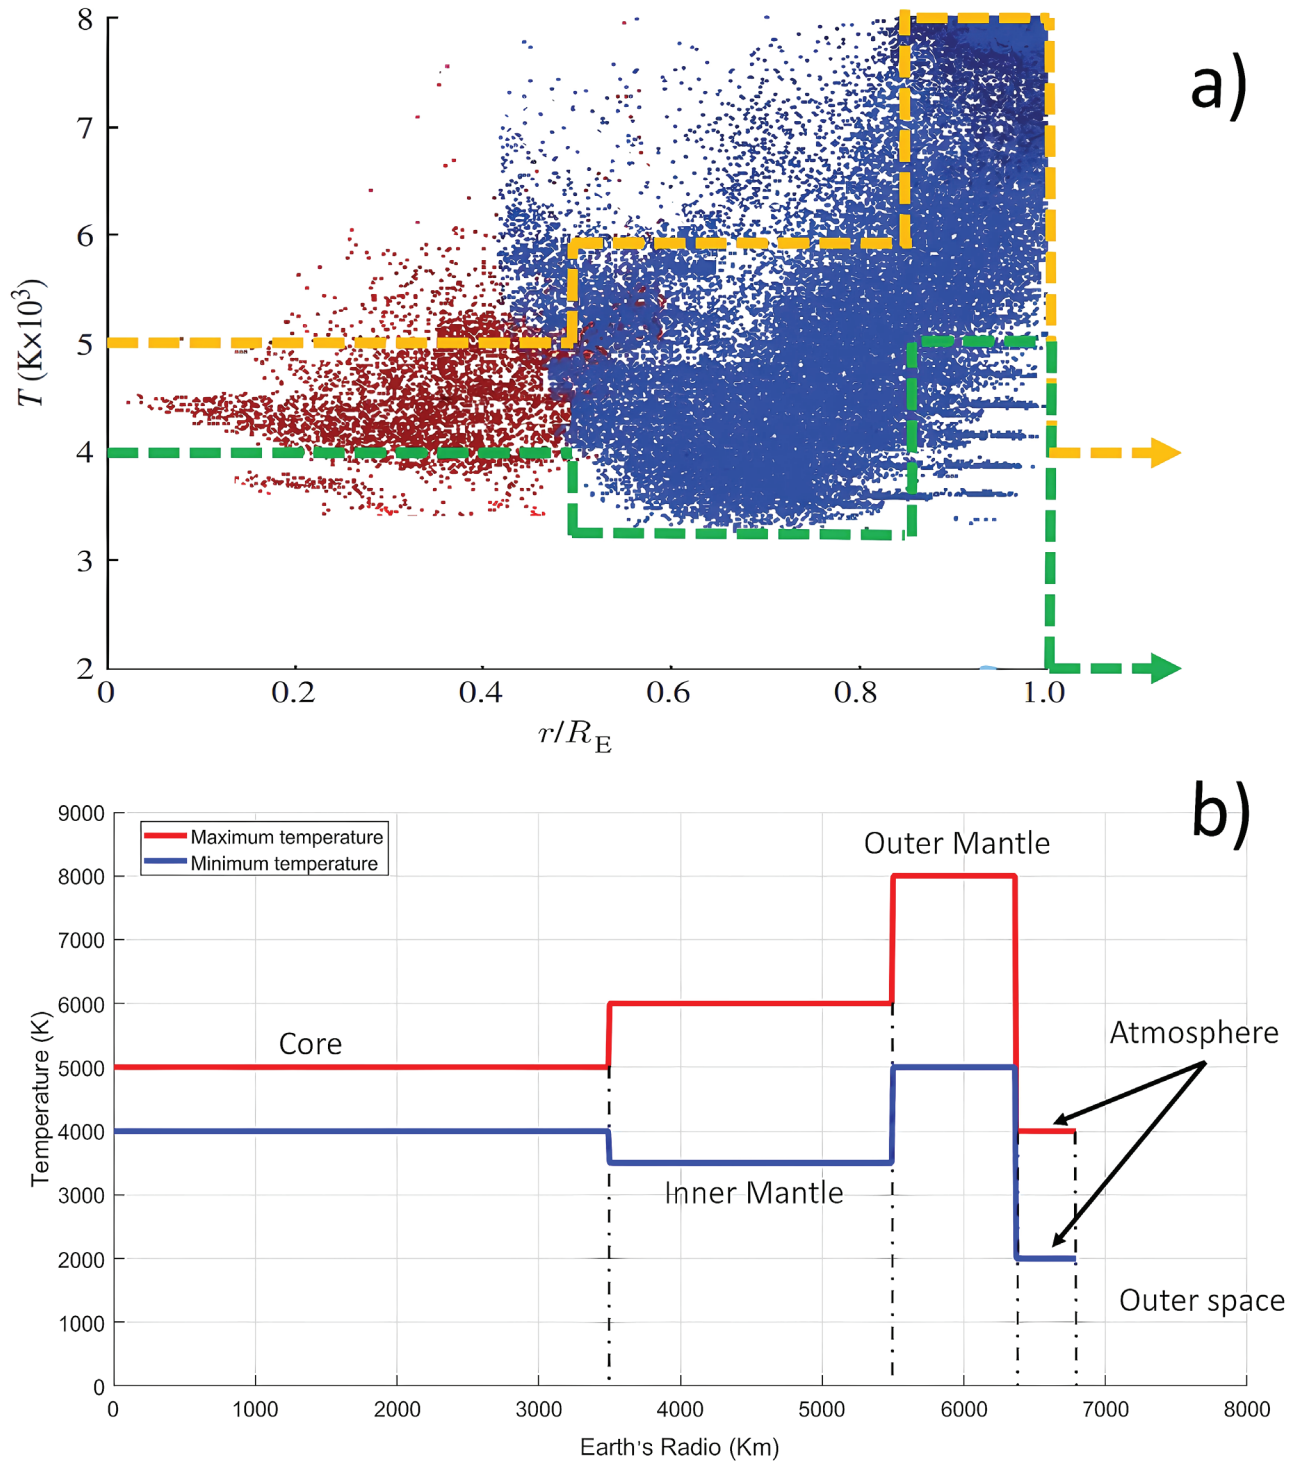 a)
8
7
6
5
4
3
2
T (K×10³)
0 0.2 0.4 0.6 0.8 1.0
r/R_E
b)
9000
8000
7000
6000
5000
4000
3000
2000
1000
0
Temperature (K)
Maximum temperature
Minimum temperature
Outer Mantle
Core
Atmosphere
Inner Mantle
Outer space
0 1000 2000 3000 4000 5000 6000 7000 8000
Earth's Radio (Km)